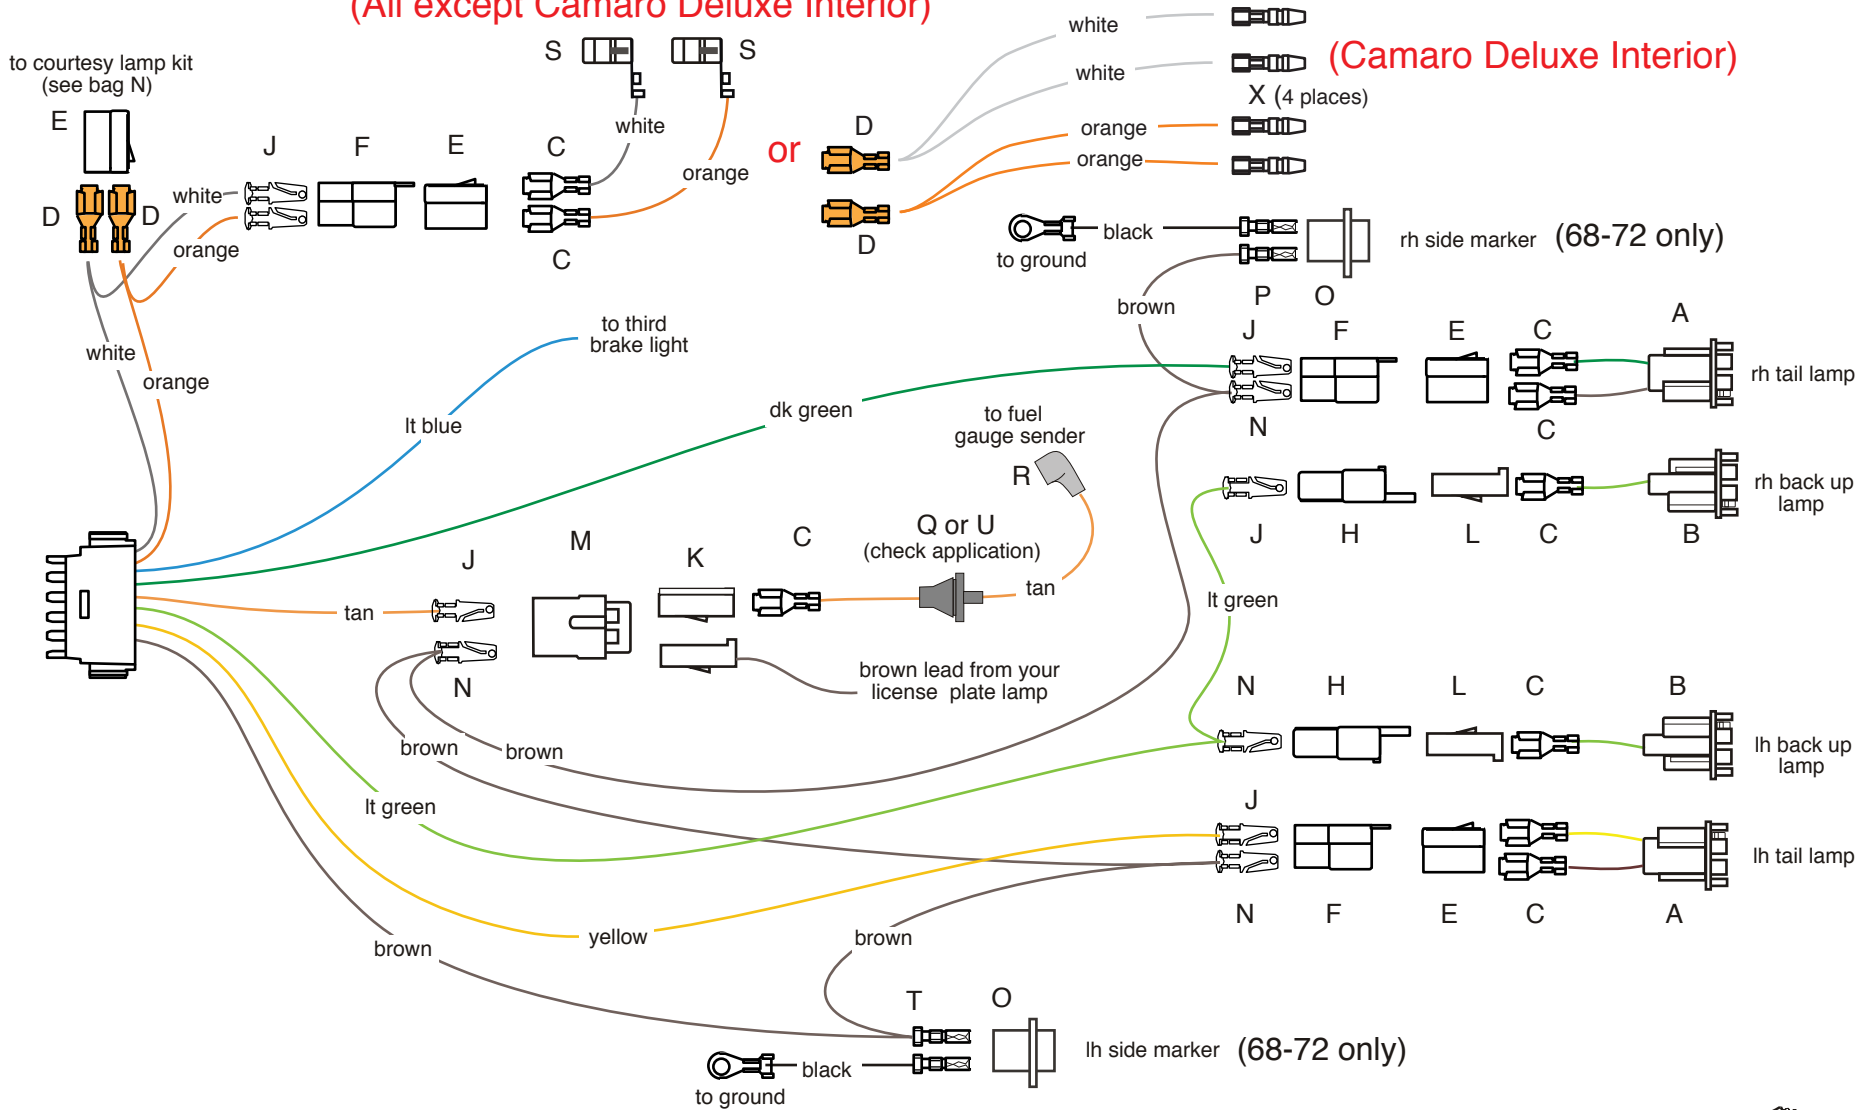 (All except Camaro Deluxe Interior)
to courtesy lamp kit
(see bag N)
E
D
D
white
orange
white
orange
J
F
E
C
C
S
S
white
orange
or
D
D
white
white
orange
orange
X (4 places)
(Camaro Deluxe Interior)
black
to ground
brown
P
O
rh side marker
(68-72 only)
to third
brake light
lt blue
dk green
J
N
F
E
C
C
A
rh tail lamp
to fuel
gauge sender
R
J
H
L
C
B
rh back up
lamp
lt green
J
N
M
K
C
Q or U
(check application)
tan
tan
brown lead from your
license plate lamp
brown
brown
lt green
N
H
L
C
B
lh back up
lamp
J
N
F
E
C
A
lh tail lamp
yellow
brown
brown
T
O
lh side marker
(68-72 only)
black
to ground